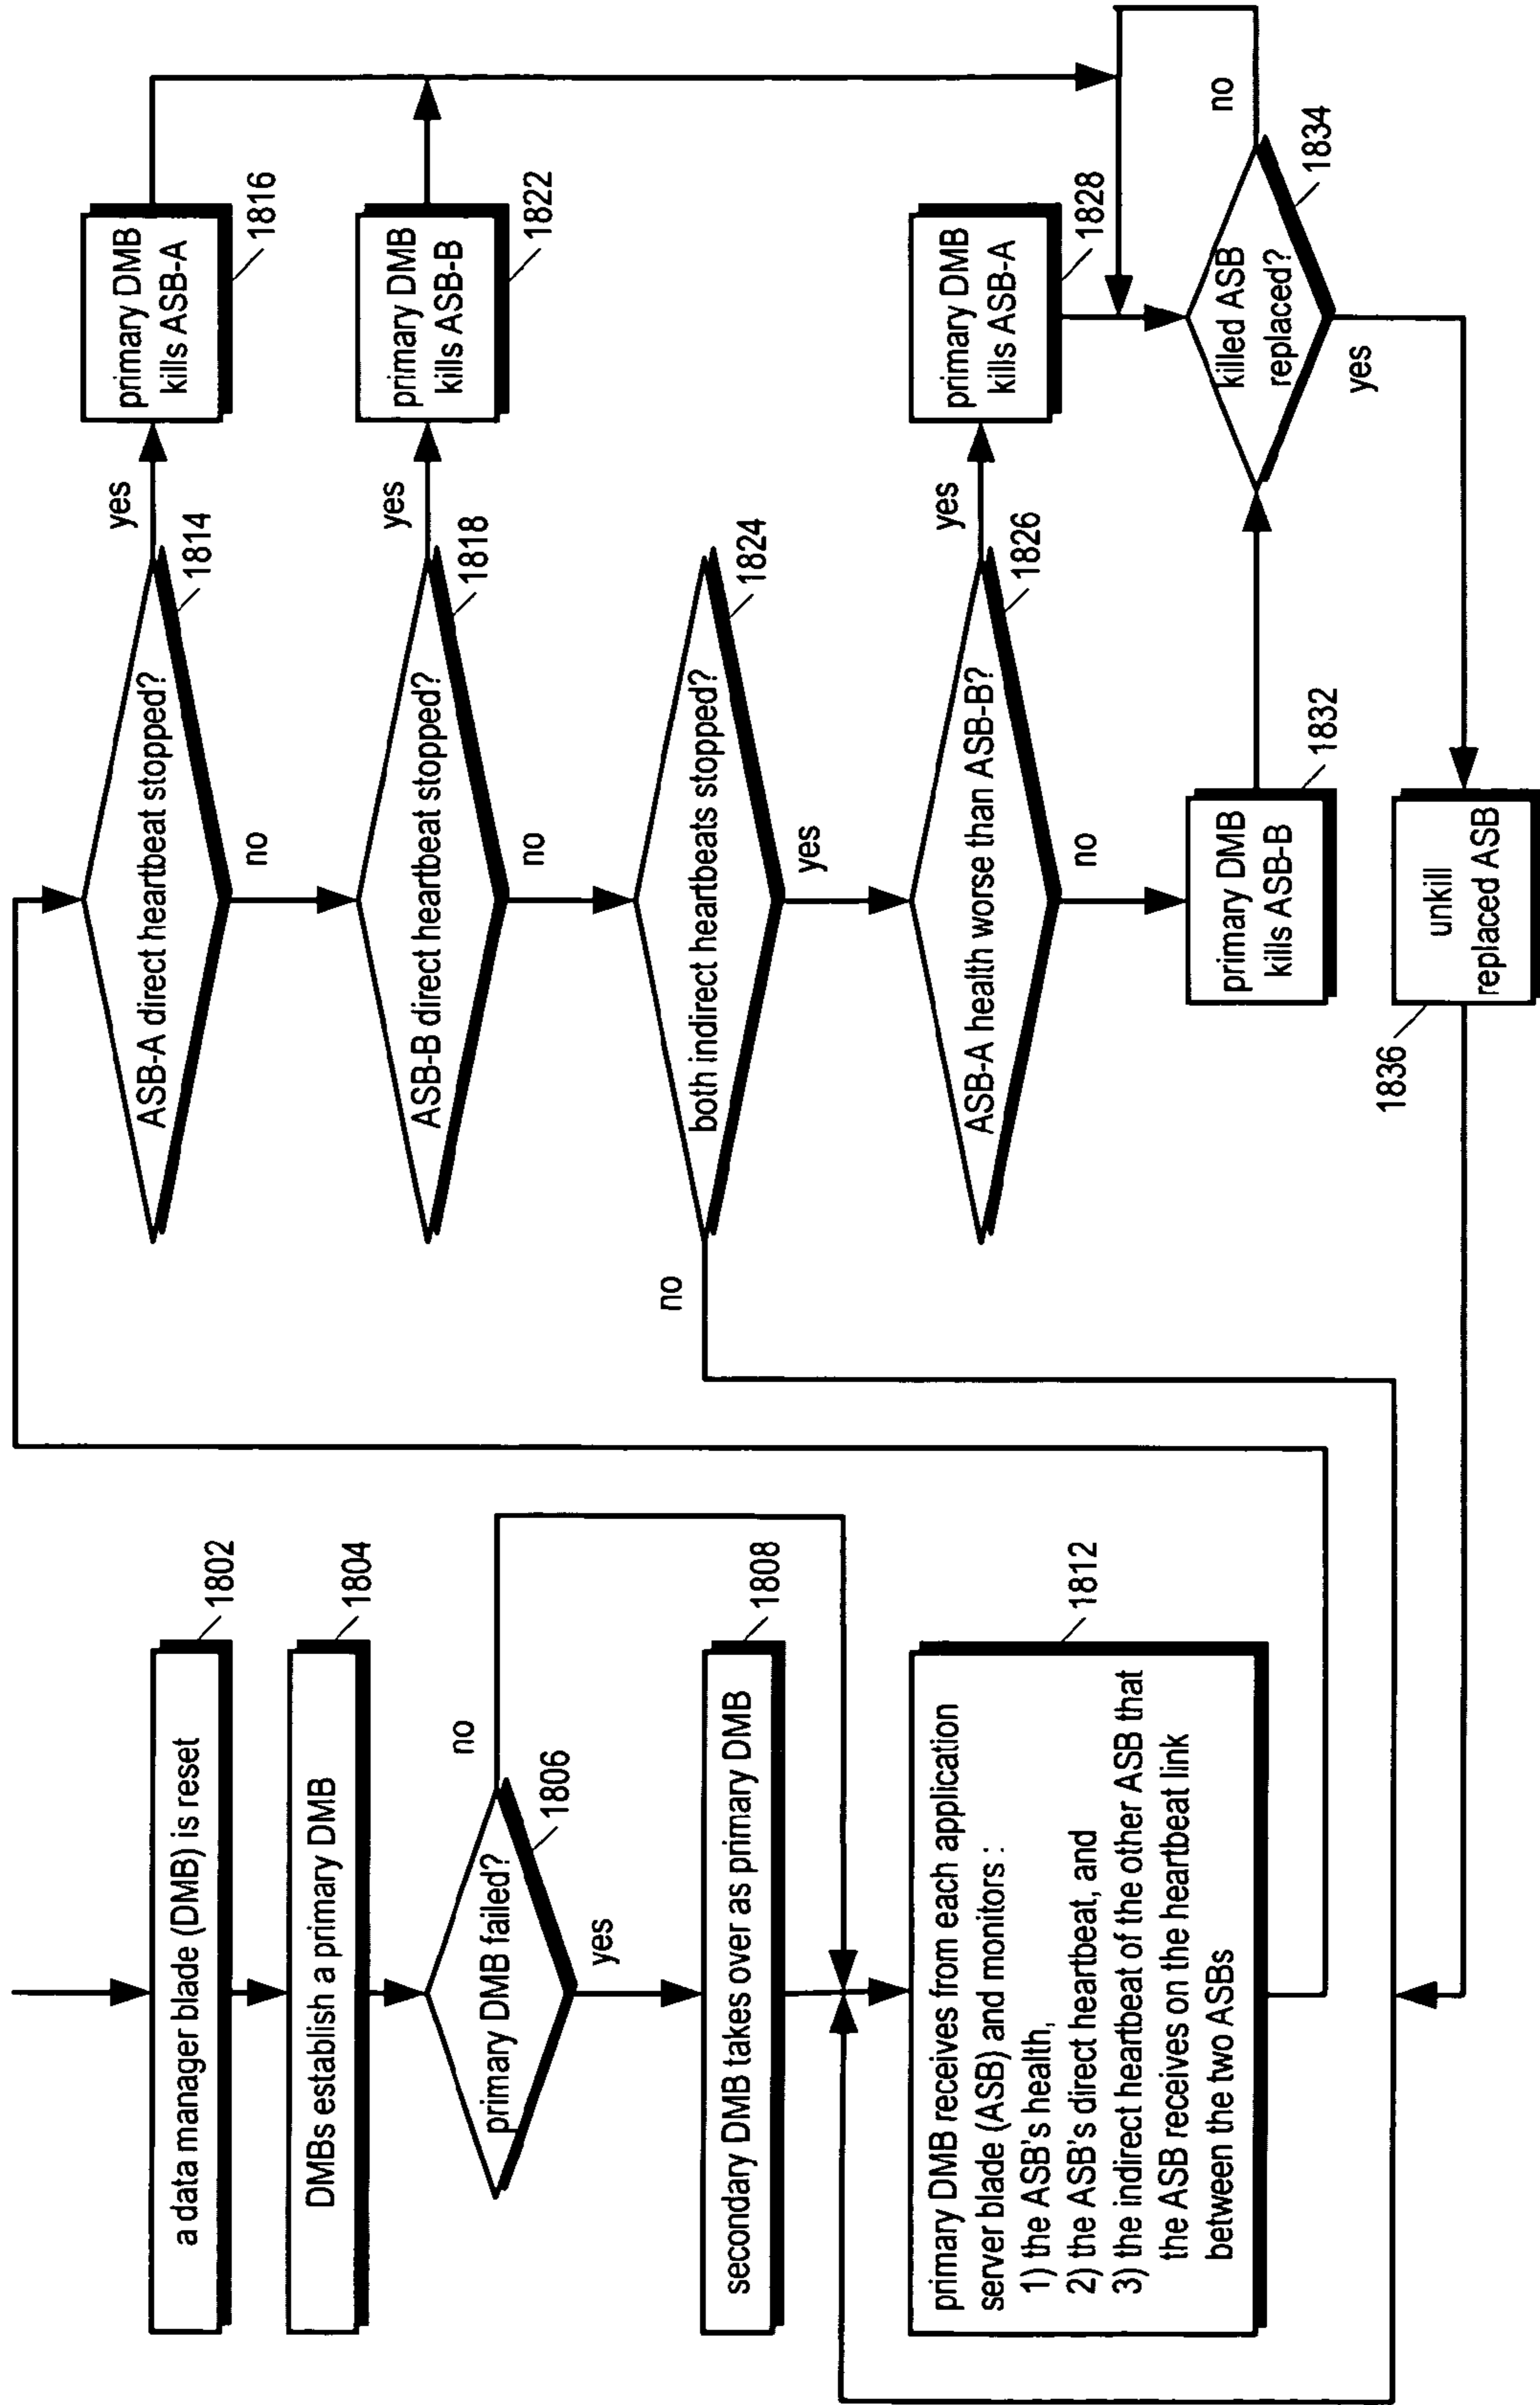 a data manager blade (DMB) is reset
1802
DMBs establish a primary DMB
1804
primary DMB failed?
1806
no
yes
secondary DMB takes over as primary DMB
1808
primary DMB receives from each application
server blade (ASB) and monitors :
1) the ASB's health,
2) the ASB's direct heartbeat, and
3) the indirect heartbeat of the other ASB that
the ASB receives on the heartbeat link
between the two ASBs
1812
ASB-A direct heartbeat stopped?
1814
yes
no
primary DMB
kills ASB-A
1816
ASB-B direct heartbeat stopped?
1818
yes
no
primary DMB
kills ASB-B
1822
both indirect heartbeats stopped?
1824
no
yes
ASB-A health worse than ASB-B?
1826
yes
no
primary DMB
kills ASB-A
1828
primary DMB
kills ASB-B
1832
killed ASB
replaced?
1834
no
yes
unkill
replaced ASB
1836